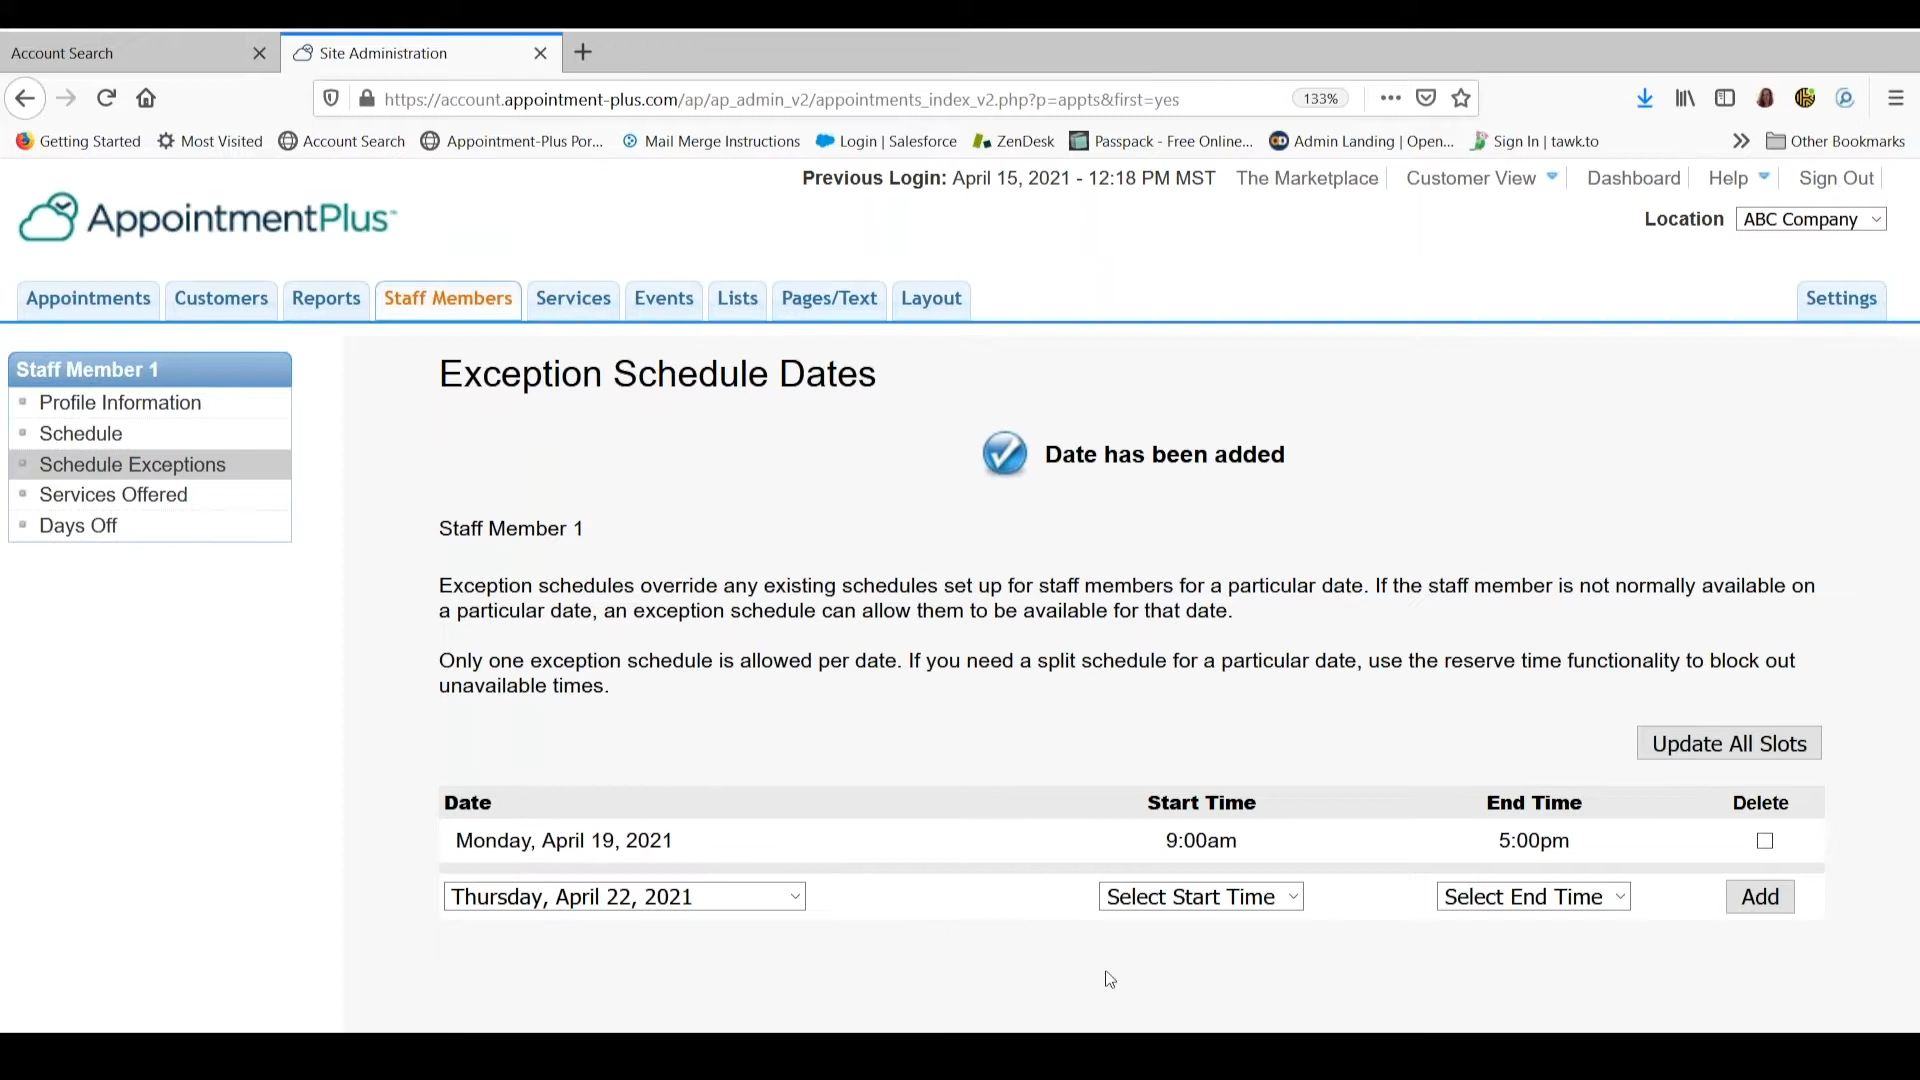 Account Search
Site Administration
https://account.appointment-plus.com/ap/ap_admin_v2/appointments_index_v2.php?p=appts&first=yes
133%
Getting Started Most Visited Account Search Appointment-Plus Por... Mail Merge Instructions Login | Salesforce ZenDesk Passpack - Free Online... Admin Landing | Open... Sign In | tawk.to Other Bookmarks
Previous Login: April 15, 2021 - 12:18 PM MST The Marketplace Customer View Dashboard Help Sign Out
AppointmentPlus™
Location ABC Company
Appointments Customers Reports Staff Members Services Events Lists Pages/Text Layout Settings
Staff Member 1
Profile Information
Schedule
Schedule Exceptions
Services Offered
Days Off
Exception Schedule Dates
Date has been added
Staff Member 1
Exception schedules override any existing schedules set up for staff members for a particular date. If the staff member is not normally available on
a particular date, an exception schedule can allow them to be available for that date.
Only one exception schedule is allowed per date. If you need a split schedule for a particular date, use the reserve time functionality to block out
unavailable times.
Update All Slots
Date Start Time End Time Delete
Monday, April 19, 2021 9:00am 5:00pm
Thursday, April 22, 2021 Select Start Time Select End Time Add